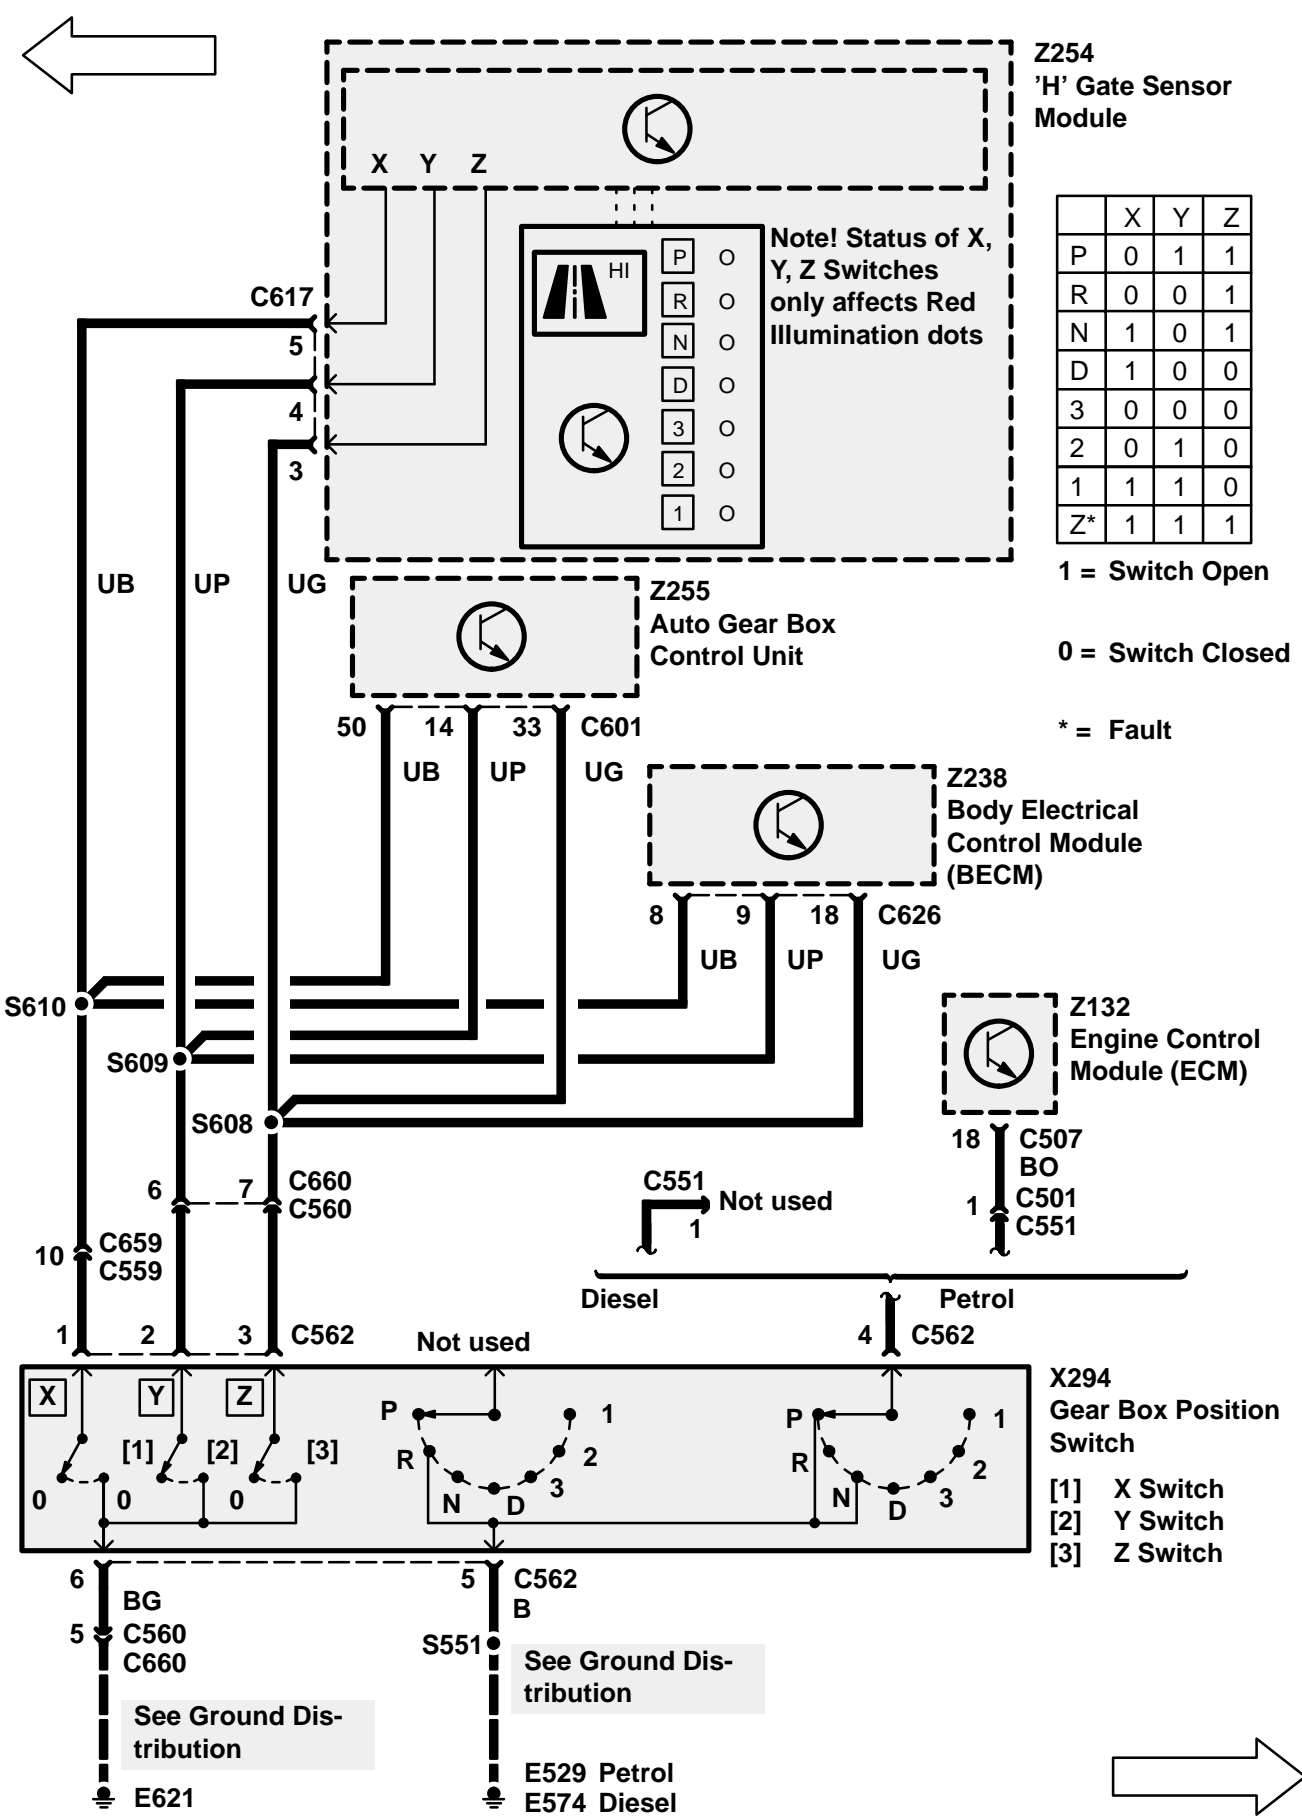 Z254
'H' Gate Sensor
Module
X Y Z
HI
P O
R O
N O
D O
3 O
2 O
1 O
Note! Status of X,
Y, Z Switches
only affects Red
Illumination dots
X Y Z
P 0 1 1
R 0 0 1
N 1 0 1
D 1 0 0
3 0 0 0
2 0 1 0
1 1 1 0
Z* 1 1 1
1 = Switch Open
0 = Switch Closed
* = Fault
C617
5
4
3
UB UP UG
Z255
Auto Gear Box
Control Unit
50 14 33 C601
UB UP UG
Z238
Body Electrical
Control Module
(BECM)
8 9 18 C626
UB UP UG
S610
S609
S608
Z132
Engine Control
Module (ECM)
18 C507
BO
1 C501
C551
C551
1
Not used
6 7 C660
C560
10 C659
C559
Diesel Petrol
1 2 3 C562
Not used
4 C562
X Y Z
[1] [2] [3]
0 0 0
P R N D 3 2 1
P R N D 3 2 1
X294
Gear Box Position
Switch
[1] X Switch
[2] Y Switch
[3] Z Switch
6
BG
5 C560
C660
See Ground Dis-
tribution
E621
5 C562
B
S551
See Ground Dis-
tribution
E529 Petrol
E574 Diesel